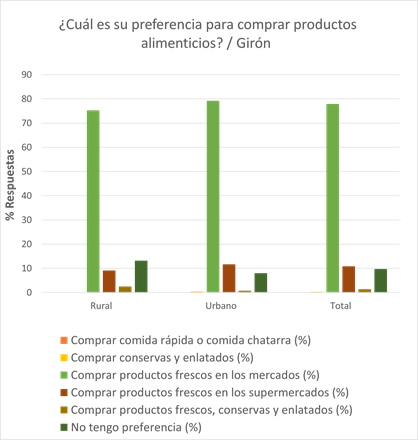 ¿Cuál es su preferencia para comprar productos
alimenticios? / Girón
% Respuestas
90
80
70
60
50
40
30
20
10
0
Rural
Urbano
Total
Comprar comida rápida o comida chatarra (%)
Comprar conservas y enlatados (%)
Comprar productos frescos en los mercados (%)
Comprar productos frescos en los supermercados (%)
Comprar productos frescos, conservas y enlatados (%)
No tengo preferencia (%)